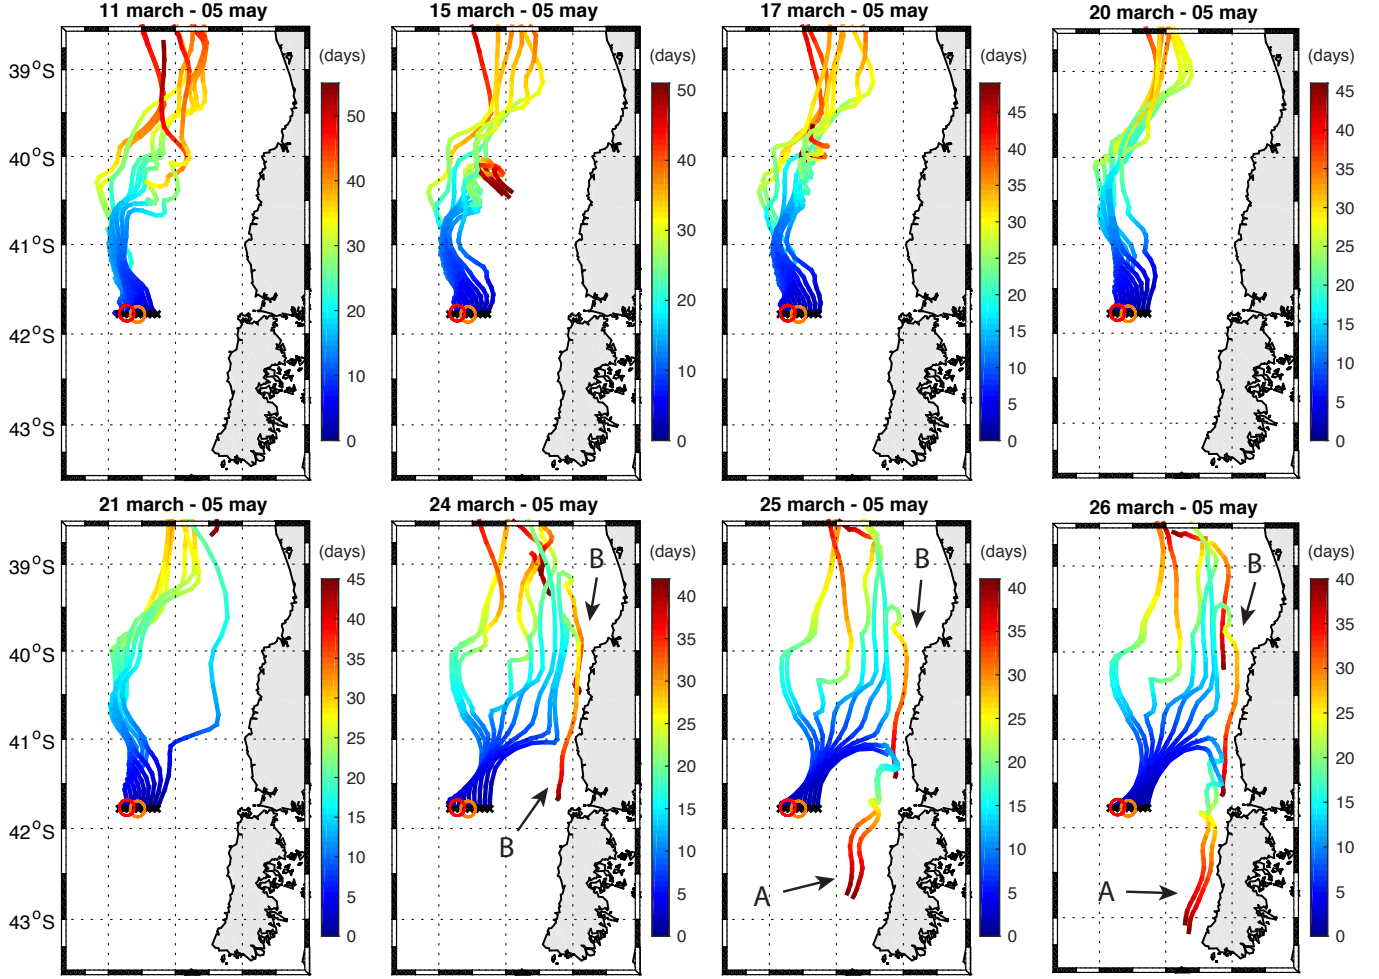 11 march - 05 may
15 march - 05 may
17 march - 05 may
20 march - 05 may
(days)
(days)
(days)
(days)
39°S
40°S
41°S
42°S
43°S
50
40
30
20
10
0
50
40
30
20
10
0
45
40
35
30
25
20
15
10
5
0
45
40
35
30
25
20
15
10
5
0
21 march - 05 may
24 march - 05 may
25 march - 05 may
26 march - 05 may
(days)
(days)
(days)
(days)
39°S
40°S
41°S
42°S
43°S
45
40
35
30
25
20
15
10
5
0
B
B
40
35
30
25
20
15
10
5
0
B
A
40
35
30
25
20
15
10
5
0
B
A
40
35
30
25
20
15
10
5
0